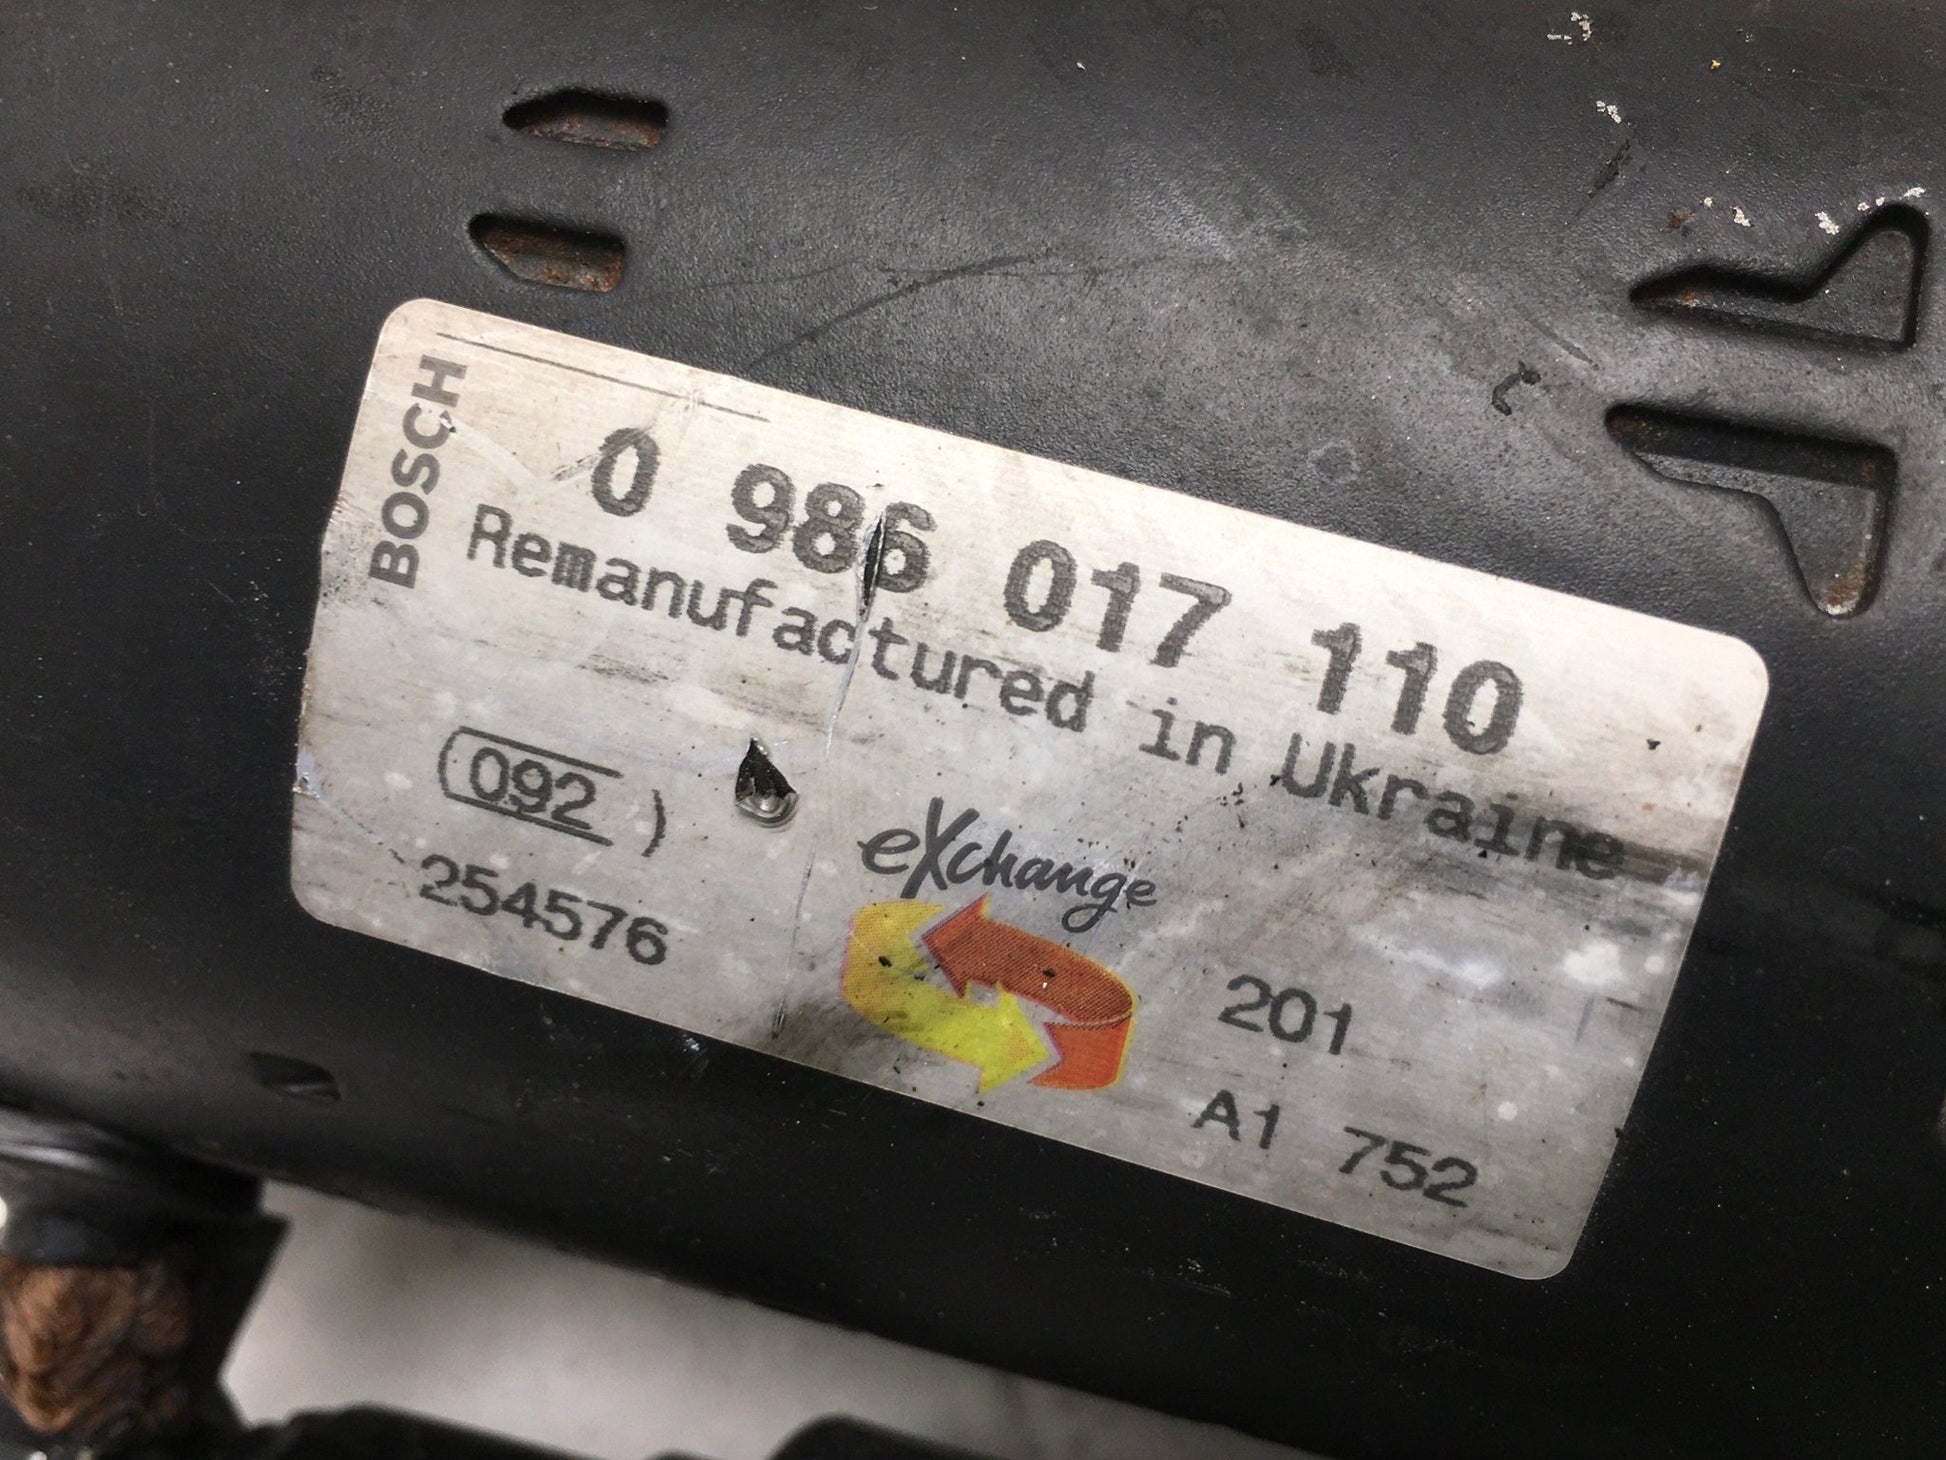 BOSCH
0 986 017 110
Remanufactured in Ukraine
(092)
254576
eXchange
201
A1 752